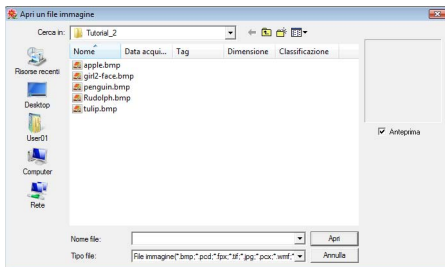 Apri un file immagine
Cerca in: Tutorial_2
Nome Data acqui... Tag Dimensione Classificazione
apple.bmp
girl2-face.bmp
penguin.bmp
Rudolph.bmp
tulip.bmp
Risorse recenti
Desktop
User01
Computer
Rete
Anteprima
Nome file: Apri
Tipo file: File immagine(*.bmp;*.pcd;*.fpx;*.tif;*.jpg;*.pcx;*.wmf;* Annulla